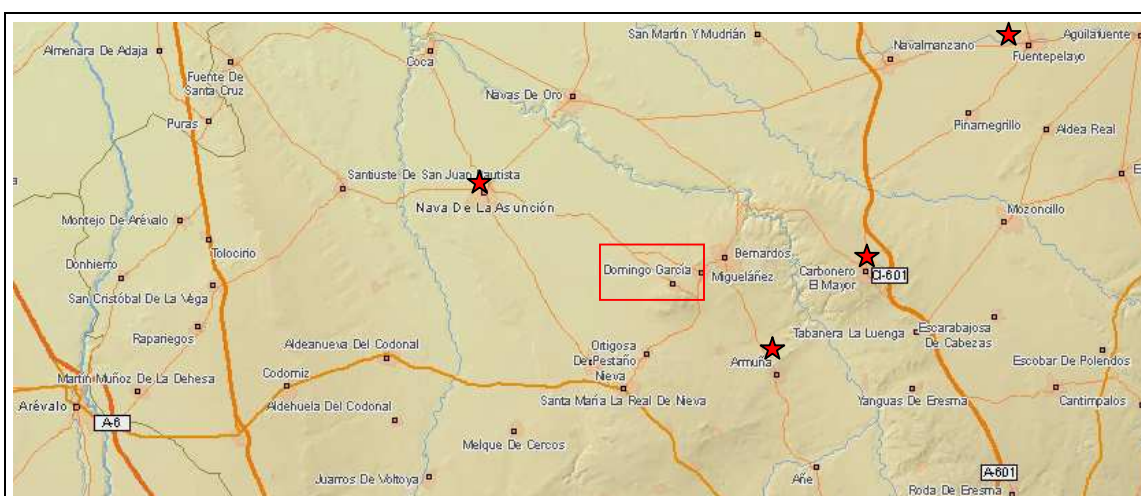 Almenara De Adaja
Coca
San Martín Y Mudrián
Navalmanzano
Aguilafuente
Fuentepelayo
Fuente De
Santa Cruz
Navas De Oro
Puras
Pinarnegrillo
Aldea Real
Santiuste De San Juan Bautista
Nava De La Asunción
Montejo De Arévalo
Mozoncillo
Tolocirio
Donhierro
Bernardos
Domingo García
Migueláñez
Carbonero
El Mayor
Cl-601
San Cristóbal De La Vega
Rapariegos
Aldeanueva Del Codonal
Ortigosa
De Pestaño
Nieva
Tabanera La Luenga
Escarabajosa
De Cabezas
Armuña
Escobar De Polendos
Martín Muñoz De La Dehesa
Codorniz
Arévalo
A-6
Aldehuela Del Codonal
Santa María La Real De Nieva
Yanguas De Eresma
Cantimpalos
Melque De Cercos
Juarros De Voltoya
Añe
A-601
Roda De Eresma